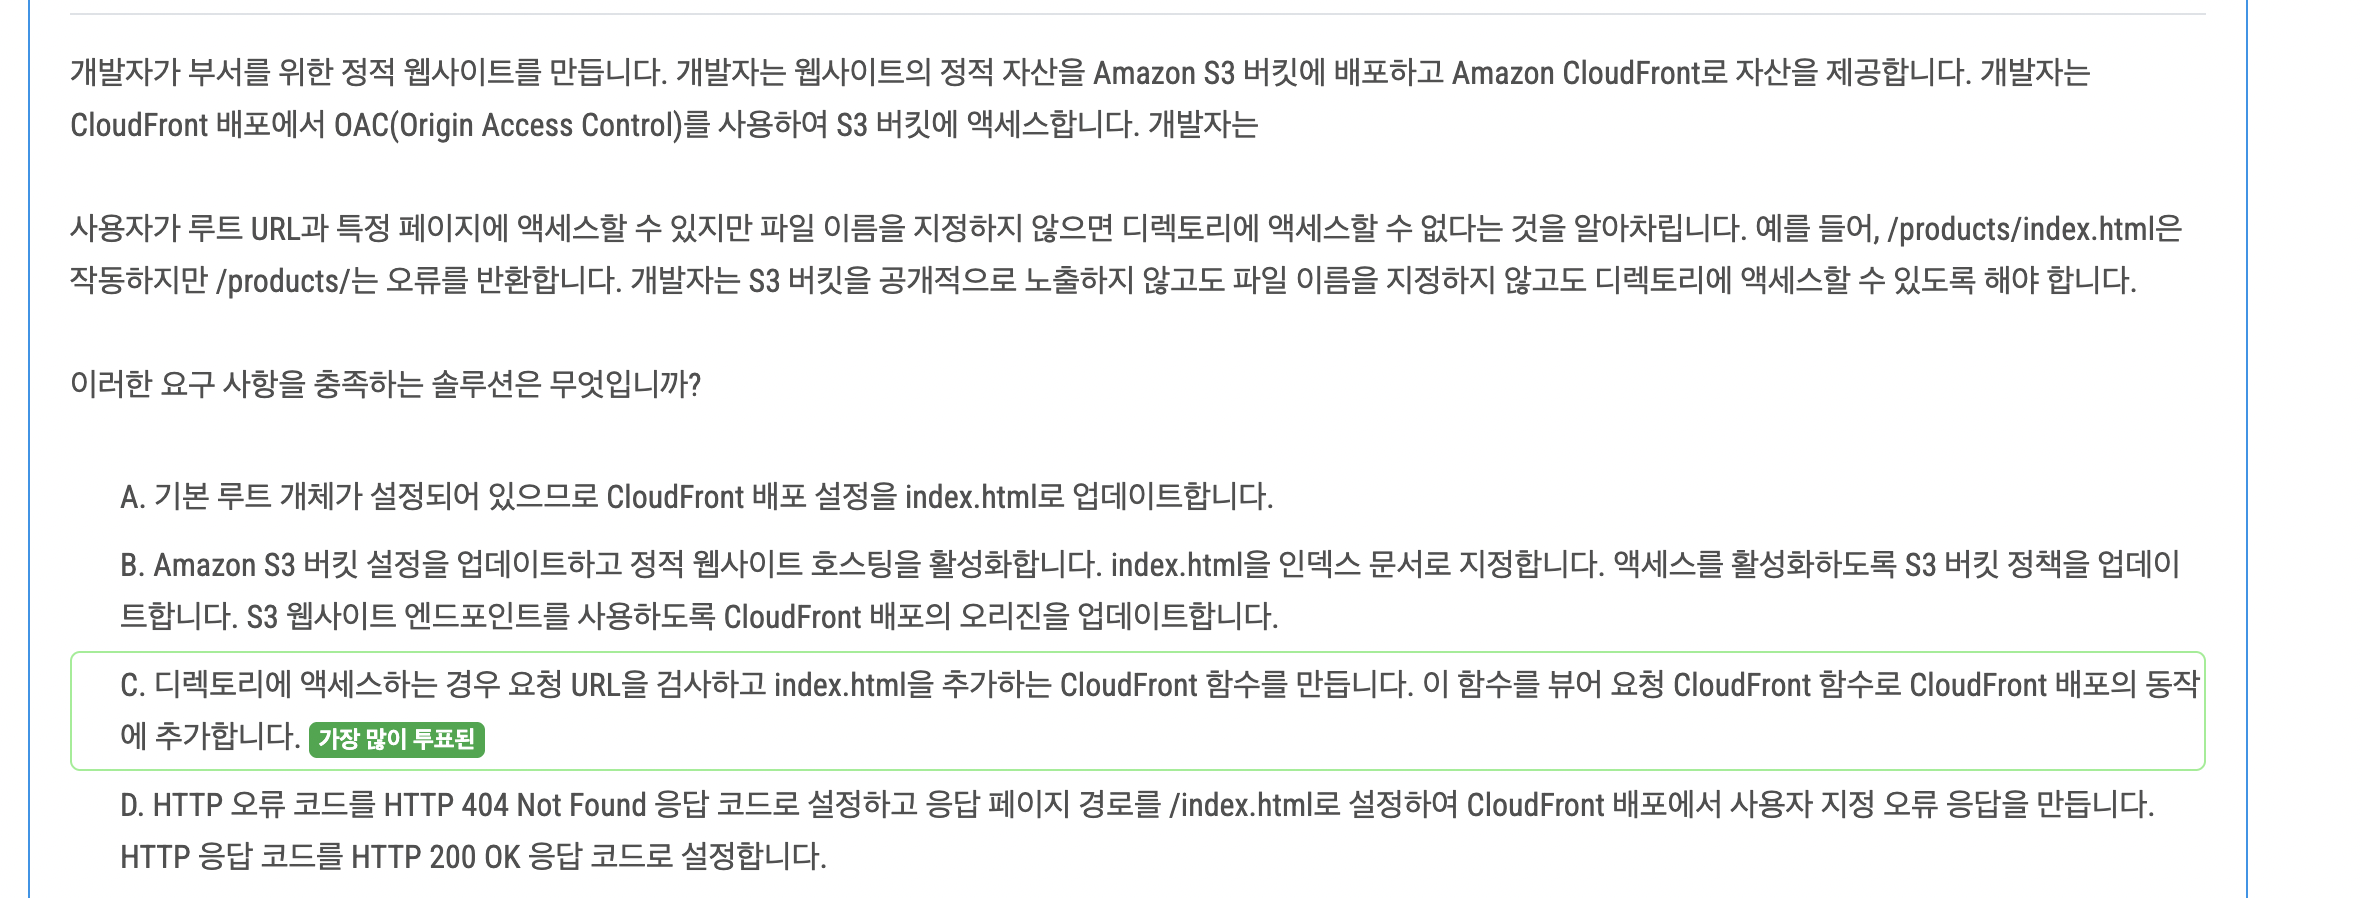 개발자가 부서를 위한 정적 웹사이트를 만듭니다. 개발자는 웹사이트의 정적 자산을 Amazon S3 버킷에 배포하고 Amazon CloudFront로 자산을 제공합니다. 개발자는
CloudFront 배포에서 OAC(Origin Access Control)를 사용하여 S3 버킷에 액세스합니다. 개발자는
사용자가 루트 URL과 특정 페이지에 액세스할 수 있지만 파일 이름을 지정하지 않으면 디렉토리에 액세스할 수 없다는 것을 알아차립니다. 예를 들어, /products/index.html은
작동하지만 /products/는 오류를 반환합니다. 개발자는 S3 버킷을 공개적으로 노출하지 않고도 파일 이름을 지정하지 않고도 디렉토리에 액세스할 수 있도록 해야 합니다.
이러한 요구 사항을 충족하는 솔루션은 무엇입니까?
A. 기본 루트 개체가 설정되어 있으므로 CloudFront 배포 설정을 index.html로 업데이트합니다.
B. Amazon S3 버킷 설정을 업데이트하고 정적 웹사이트 호스팅을 활성화합니다. index.html을 인덱스 문서로 지정합니다. 액세스를 활성화하도록 S3 버킷 정책을 업데이
트합니다. S3 웹사이트 엔드포인트를 사용하도록 CloudFront 배포의 오리진을 업데이트합니다.
C. 디렉토리에 액세스하는 경우 요청 URL을 검사하고 index.html을 추가하는 CloudFront 함수를 만듭니다. 이 함수를 뷰어 요청 CloudFront 함수로 CloudFront 배포의 동작
에 추가합니다. 가장 많이 투표된
D. HTTP 오류 코드를 HTTP 404 Not Found 응답 코드로 설정하고 응답 페이지 경로를 /index.html로 설정하여 CloudFront 배포에서 사용자 지정 오류 응답을 만듭니다.
HTTP 응답 코드를 HTTP 200 OK 응답 코드로 설정합니다.